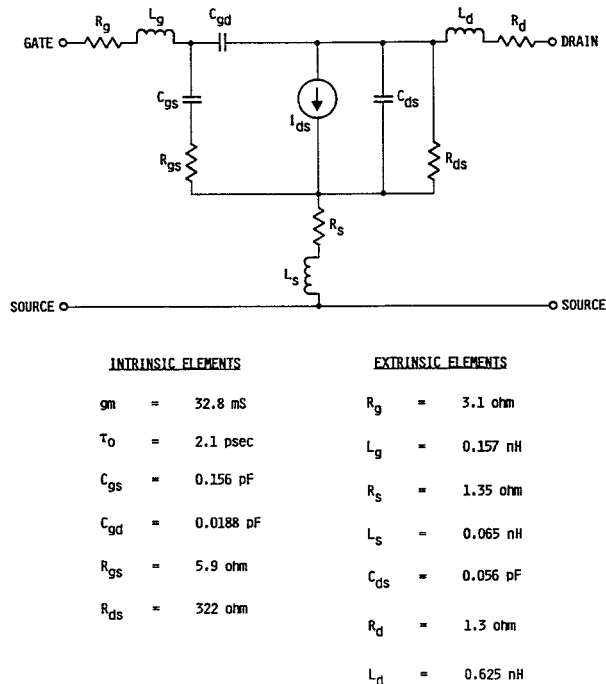 Rg Lg Cgd Ld Rd
GATE DRAIN
Cgs Ids Cds
Rgs Rds
Rs
Ls
SOURCE SOURCE
INTRINSIC ELEMENTS
gm = 32.8 mS
τo = 2.1 psec
Cgs = 0.156 pF
Cgd = 0.0188 pF
Rgs = 5.9 ohm
Rds = 322 ohm
EXTRINSIC ELEMENTS
Rg = 3.1 ohm
Lg = 0.157 nH
Rs = 1.35 ohm
Ls = 0.065 nH
Cds = 0.056 pF
Rd = 1.3 ohm
Ld = 0.625 nH